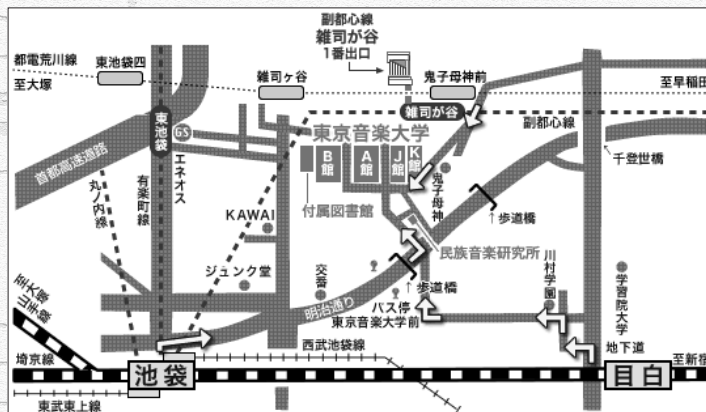 副都心線
雑司が谷
1番出口
都電荒川線
東池袋四
雑司ヶ谷
鬼子母神前
至大塚
至早稲田
雑司が谷
副都心線
東池袋
GS
エネオス
東京音楽大学
B館
A館
J館
K館
付属図書館
鬼子母神
千登世橋
首都高速道路
丸ノ内線
有楽町線
KAWAI
↑歩道橋
民族音楽研究所
ジュンク堂
交番
明治通り
↑歩道橋
バス停
東京音楽大学前
川村学園
学習院大学
地下道
至大塚
山手線
埼京線
西武池袋線
池袋
目白
至新宿
東武東上線